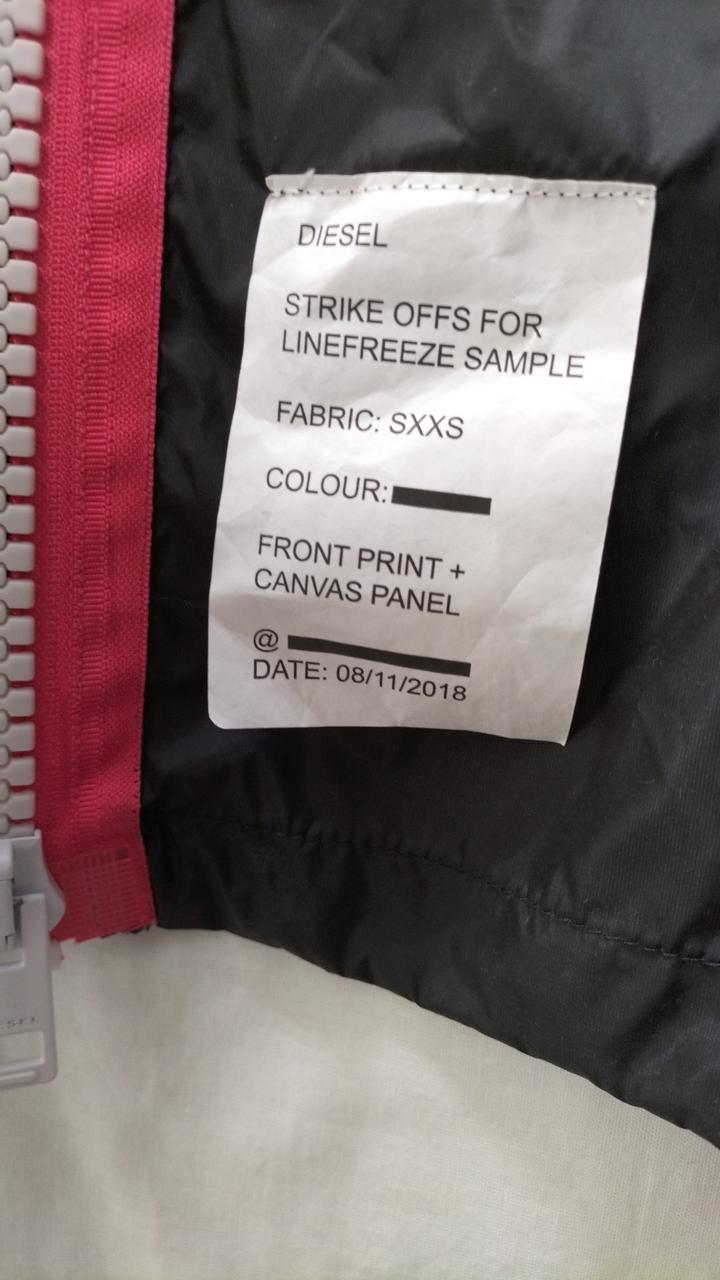 DIESEL
STRIKE OFFS FOR
LINEFREEZE SAMPLE
FABRIC: SXXS
COLOUR:
FRONT PRINT +
CANVAS PANEL
@
DATE: 08/11/2018